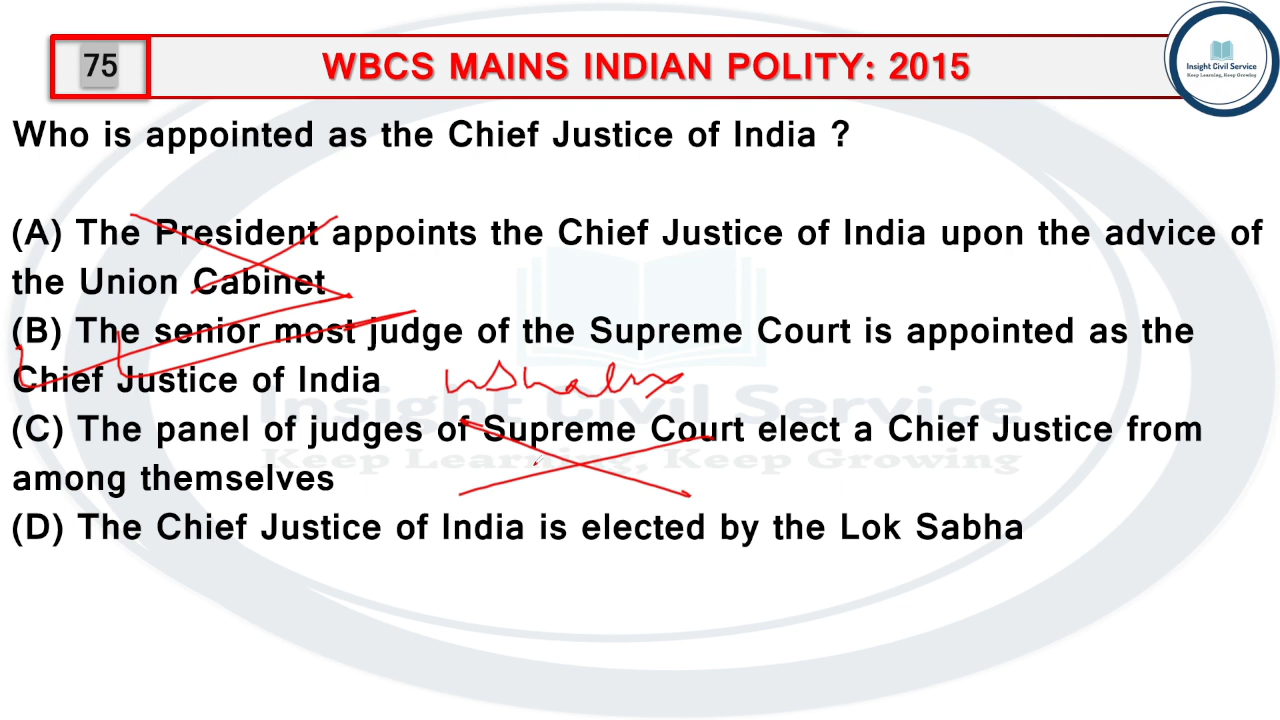 75
WBCS MAINS INDIAN POLITY: 2015
Insight Civil Service
Keep Learning, Keep Growing
Who is appointed as the Chief Justice of India ?
(A) The President appoints the Chief Justice of India upon the advice of
the Union Cabinet
(B) The senior most judge of the Supreme Court is appointed as the
Chief Justice of India
(C) The panel of judges of Supreme Court elect a Chief Justice from
among themselves
(D) The Chief Justice of India is elected by the Lok Sabha
Insight Civil Service
Keep Learning, Keep Growing